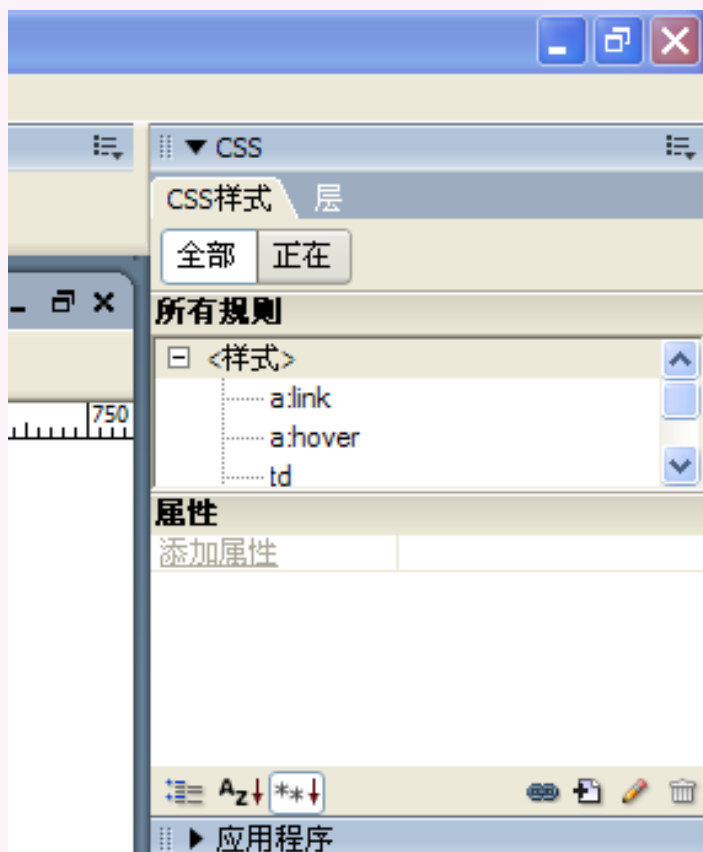 CSS
CSS样式 层
全部 正在
所有规则
<样式>
a:link
750
a:hover
td
属性
添加属性
应用程序